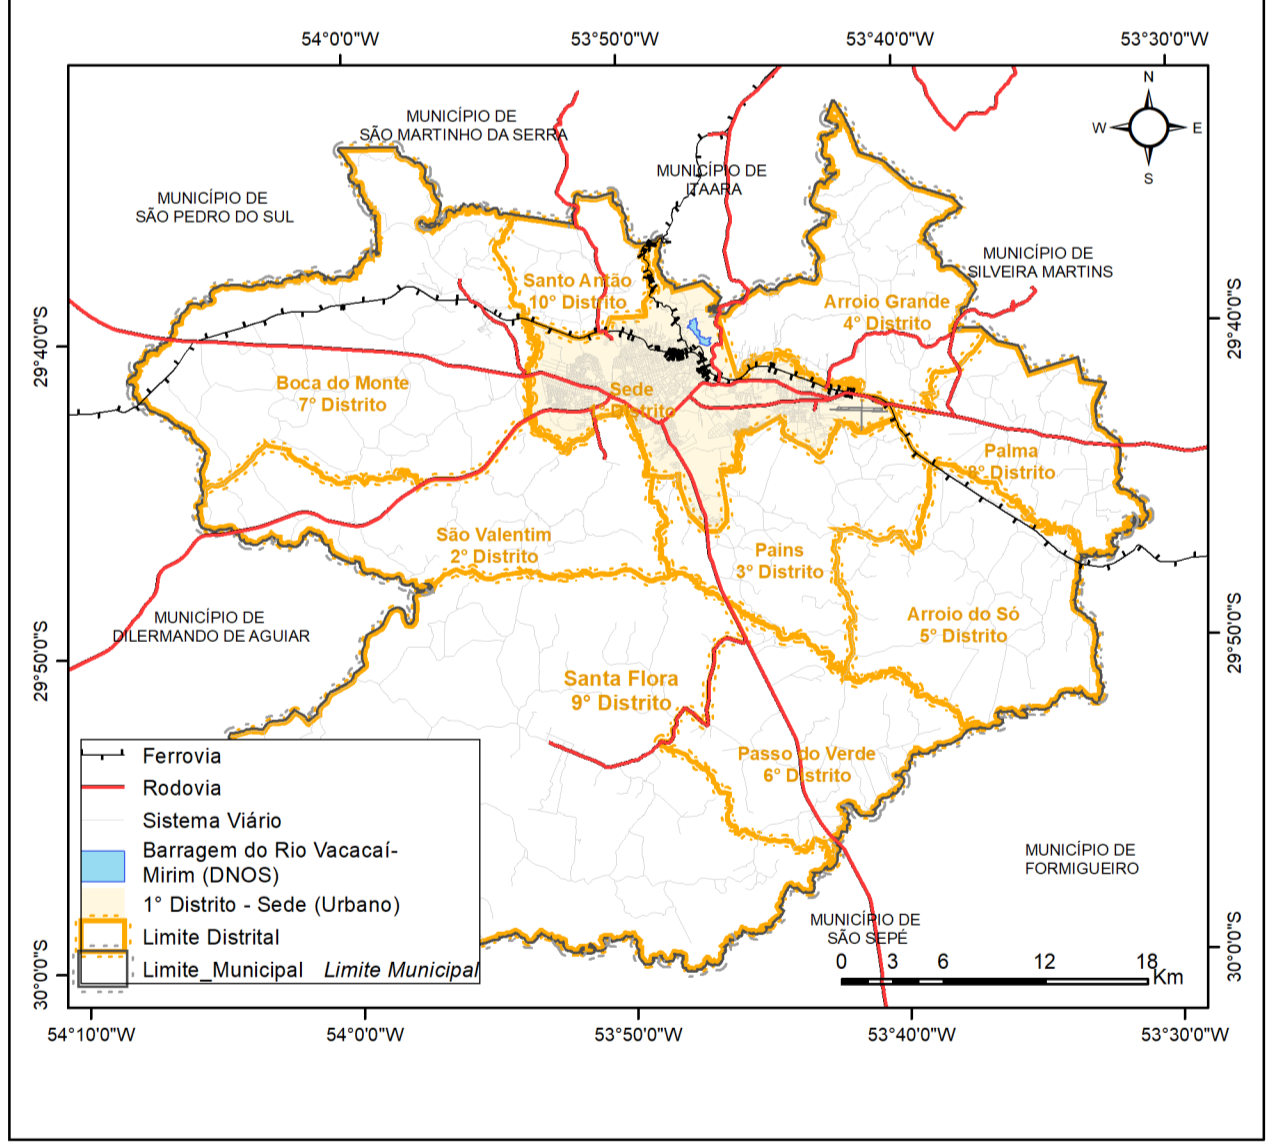 54°0'0"W 53°50'0"W 53°40'0"W 53°30'0"W
N
W E
S
MUNICÍPIO DE
SÃO MARTINHO DA SERRA
MUNICÍPIO DE
ITAARA
MUNICÍPIO DE
SÃO PEDRO DO SUL
MUNICÍPIO DE
SILVEIRA MARTINS
Santo Antão
10° Distrito
Arroio Grande
4° Distrito
29°40'0"S
29°40'0"S
Boca do Monte
7° Distrito
Sede
Distrito
Palma
8° Distrito
São Valentim
2° Distrito
Pains
3° Distrito
Arroio do Só
5° Distrito
MUNICÍPIO DE
DILERMANDO DE AGUIAR
29°50'0"S
29°50'0"S
Santa Flora
9° Distrito
Passo do Verde
6° Distrito
MUNICÍPIO DE
FORMIGUEIRO
MUNICÍPIO DE
SÃO SEPÉ
Ferrovia
Rodovia
Sistema Viário
Barragem do Rio Vacacaí-
Mirim (DNOS)
1° Distrito - Sede (Urbano)
Limite Distrital
Limite_Municipal Limite Municipal
0 3 6 12 18
Km
30°0'0"S
30°0'0"S
54°10'0"W 54°0'0"W 53°50'0"W 53°40'0"W 53°30'0"W